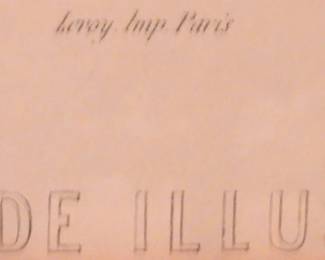 Leroy. Imp Paris
DE ILLU